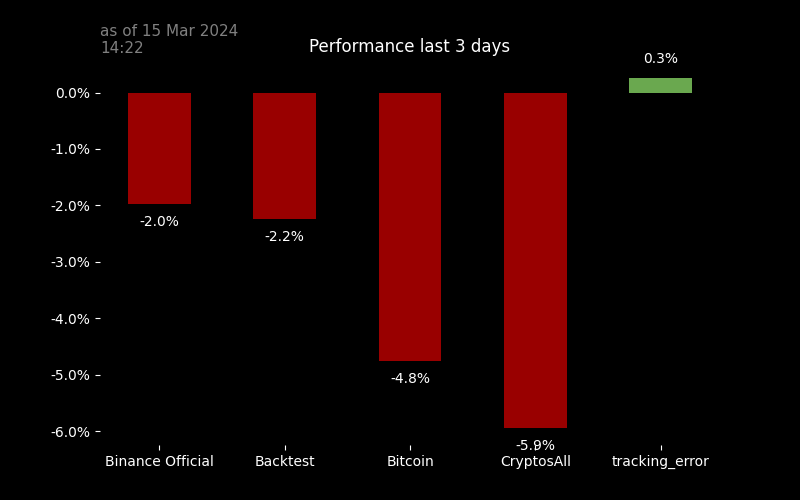 as of 15 Mar 2024
14:22
Performance last 3 days
0.3%
0.0%
-1.0%
-2.0%
-2.0%
-2.2%
-3.0%
-4.0%
-4.8%
-5.0%
-6.0%
-5.9%
Binance Official
Backtest
Bitcoin
CryptosAll
tracking_error